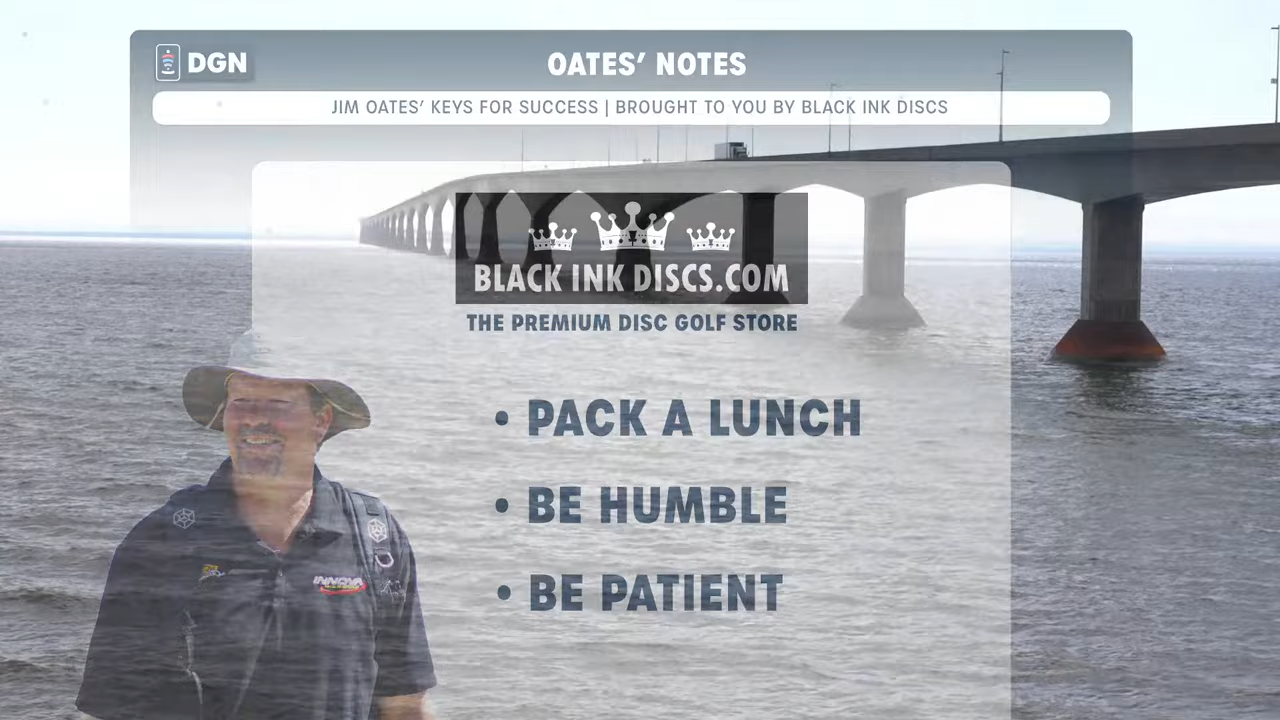 DGN
OATES' NOTES
JIM OATES' KEYS FOR SUCCESS | BROUGHT TO YOU BY BLACK INK DISCS
BLACK INK DISCS.COM
THE PREMIUM DISC GOLF STORE
• PACK A LUNCH
• BE HUMBLE
• BE PATIENT
INNOVA